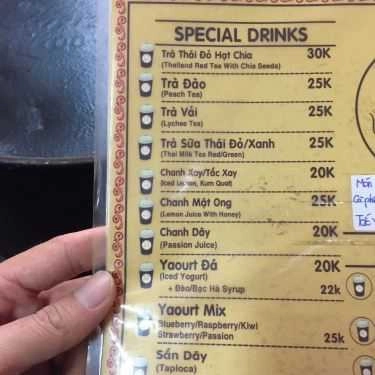 SPECIAL DRINKS
Trà Thái Đỏ Hạt Chia 30K
(Thailand Red Tea With Chia Seeds)
Trà Đào 25K
(Peach Tea)
Trà Vải 25K
(Lychee Tea)
Trà Sữa Thái Đỏ/Xanh 25K
(Thai Milk Tea Red/Green)
Chanh Xay/Tắc Xay 20K
(Iced Lemon, Kum Quat)
Chanh Mật Ong 25K
(Lemon Juice With Honey)
Chanh Dây 20K
(Passion Juice)
Yaourt Đá 20K
(Iced Yogurt)
+ Đào/Bạc Hà Syrup 22k
Yaourt Mix
Blueberry/Raspberry/Kiwi
Strawberry/Passion 25k
Sắn Dây
(Tapioca)
Món